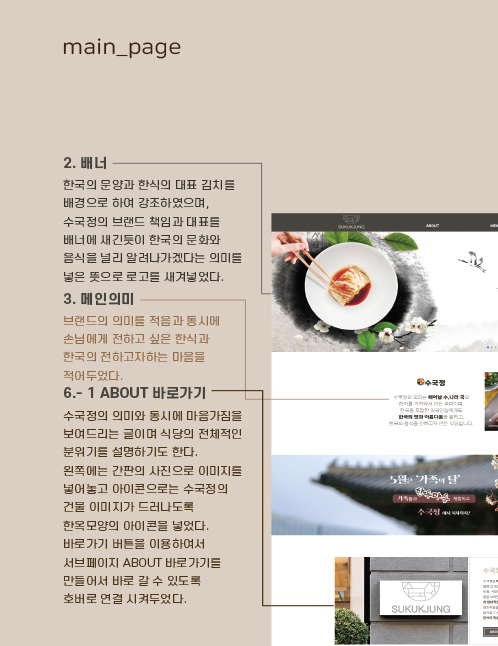 main_page
2. 배너
한국의 문양과 한식의 대표 김치를
배경으로 하여 강조하였으며,
수국정의 브랜드 책임과 대표를
배너에 새긴듯이 한국의 문화와
음식을 널리 알려나가겠다는 의미를
넣은 뜻으로 로고를 새겨넣었다.
3. 메인의미
브랜드의 의미를 적음과 동시에
손님에게 전하고 싶은 한식과
한국의 전하고자하는 마음을
적어두었다.
6.- 1 ABOUT 바로가기
수국정의 의미와 동시에 마음가짐을
보여드리는 글이며 식당의 전체적인
분위기를 설명하기도 한다.
왼쪽에는 간판의 사진으로 이미지를
넣어놓고 아이콘으로는 수국정의
건물 이미지가 드러나도록
한옥모양의 아이콘을 넣었다.
바로가기 버튼을 이용하여서
서브페이지 ABOUT 바로가기를
만들어서 바로 갈 수 있도록
호버로 연결 시켜두었다.
SUKUKJUNG
ABOUT
수국정
5월은 '가족의 달'
수국정
SUKUKJUNG